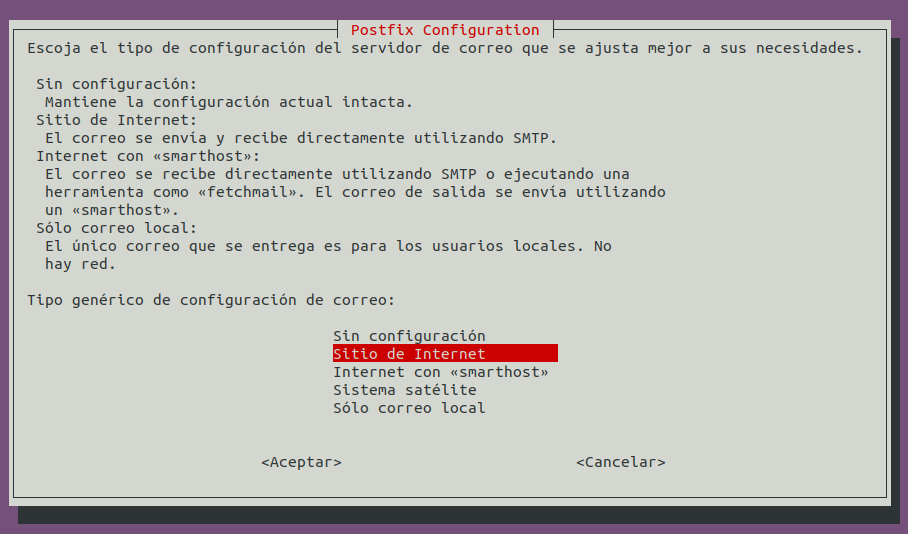 Postfix Configuration
Escoja el tipo de configuración del servidor de correo que se ajusta mejor a sus necesidades.
Sin configuración:
Mantiene la configuración actual intacta.
Sitio de Internet:
El correo se envía y recibe directamente utilizando SMTP.
Internet con «smarthost»:
El correo se recibe directamente utilizando SMTP o ejecutando una
herramienta como «fetchmail». El correo de salida se envía utilizando
un «smarthost».
Sólo correo local:
El único correo que se entrega es para los usuarios locales. No
hay red.
Tipo genérico de configuración de correo:
Sin configuración
Sitio de Internet
Internet con «smarthost»
Sistema satélite
Sólo correo local
<Aceptar> <Cancelar>